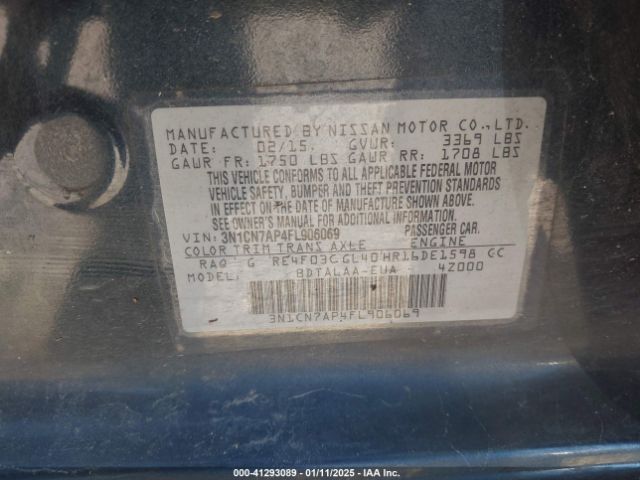 MANUFACTURED BY NISSAN MOTOR CO.,LTD.
DATE: 02/15 GVWR: 3369 LBS
GAWR FR: 1750 LBS GAWR RR: 1708 LBS
THIS VEHICLE CONFORMS TO ALL APPLICABLE FEDERAL MOTOR
VEHICLE SAFETY, BUMPER AND THEFT PREVENTION STANDARDS
IN EFFECT ON THE DATE OF MANUFACTURE SHOWN ABOVE.
SEE OWNER'S MANUAL FOR ADDITIONAL INFORMATION.
VIN: 3N1CN7AP4FL906069 PASSENGER CAR.
COLOR TRIM TRANS AXLE ENGINE
RAQ G RE4F03C GL40 HR16DE 1598 CC
MODEL: BDTALAA-EUA 4Z000
3N1CN7AP4FL906069
000-41293089 - 01/11/2025 - IAA Inc.